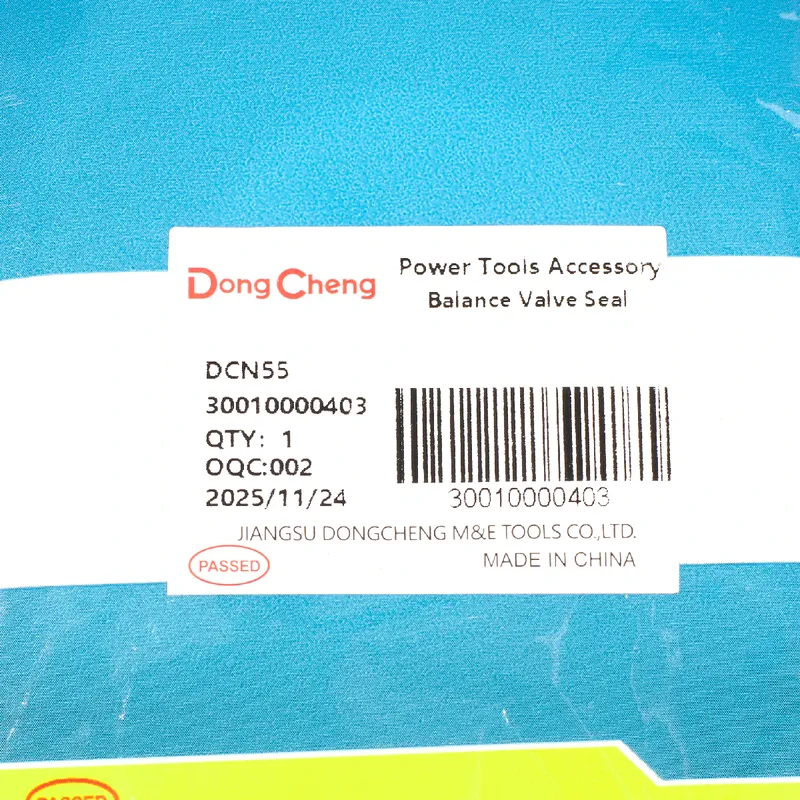 Dong Cheng
Power Tools Accessory
Balance Valve Seal
DCN55
30010000403
QTY: 1
OQC:002
2025/11/24
30010000403
JIANGSU DONGCHENG M&E TOOLS CO.,LTD.
PASSED
MADE IN CHINA
PASSED